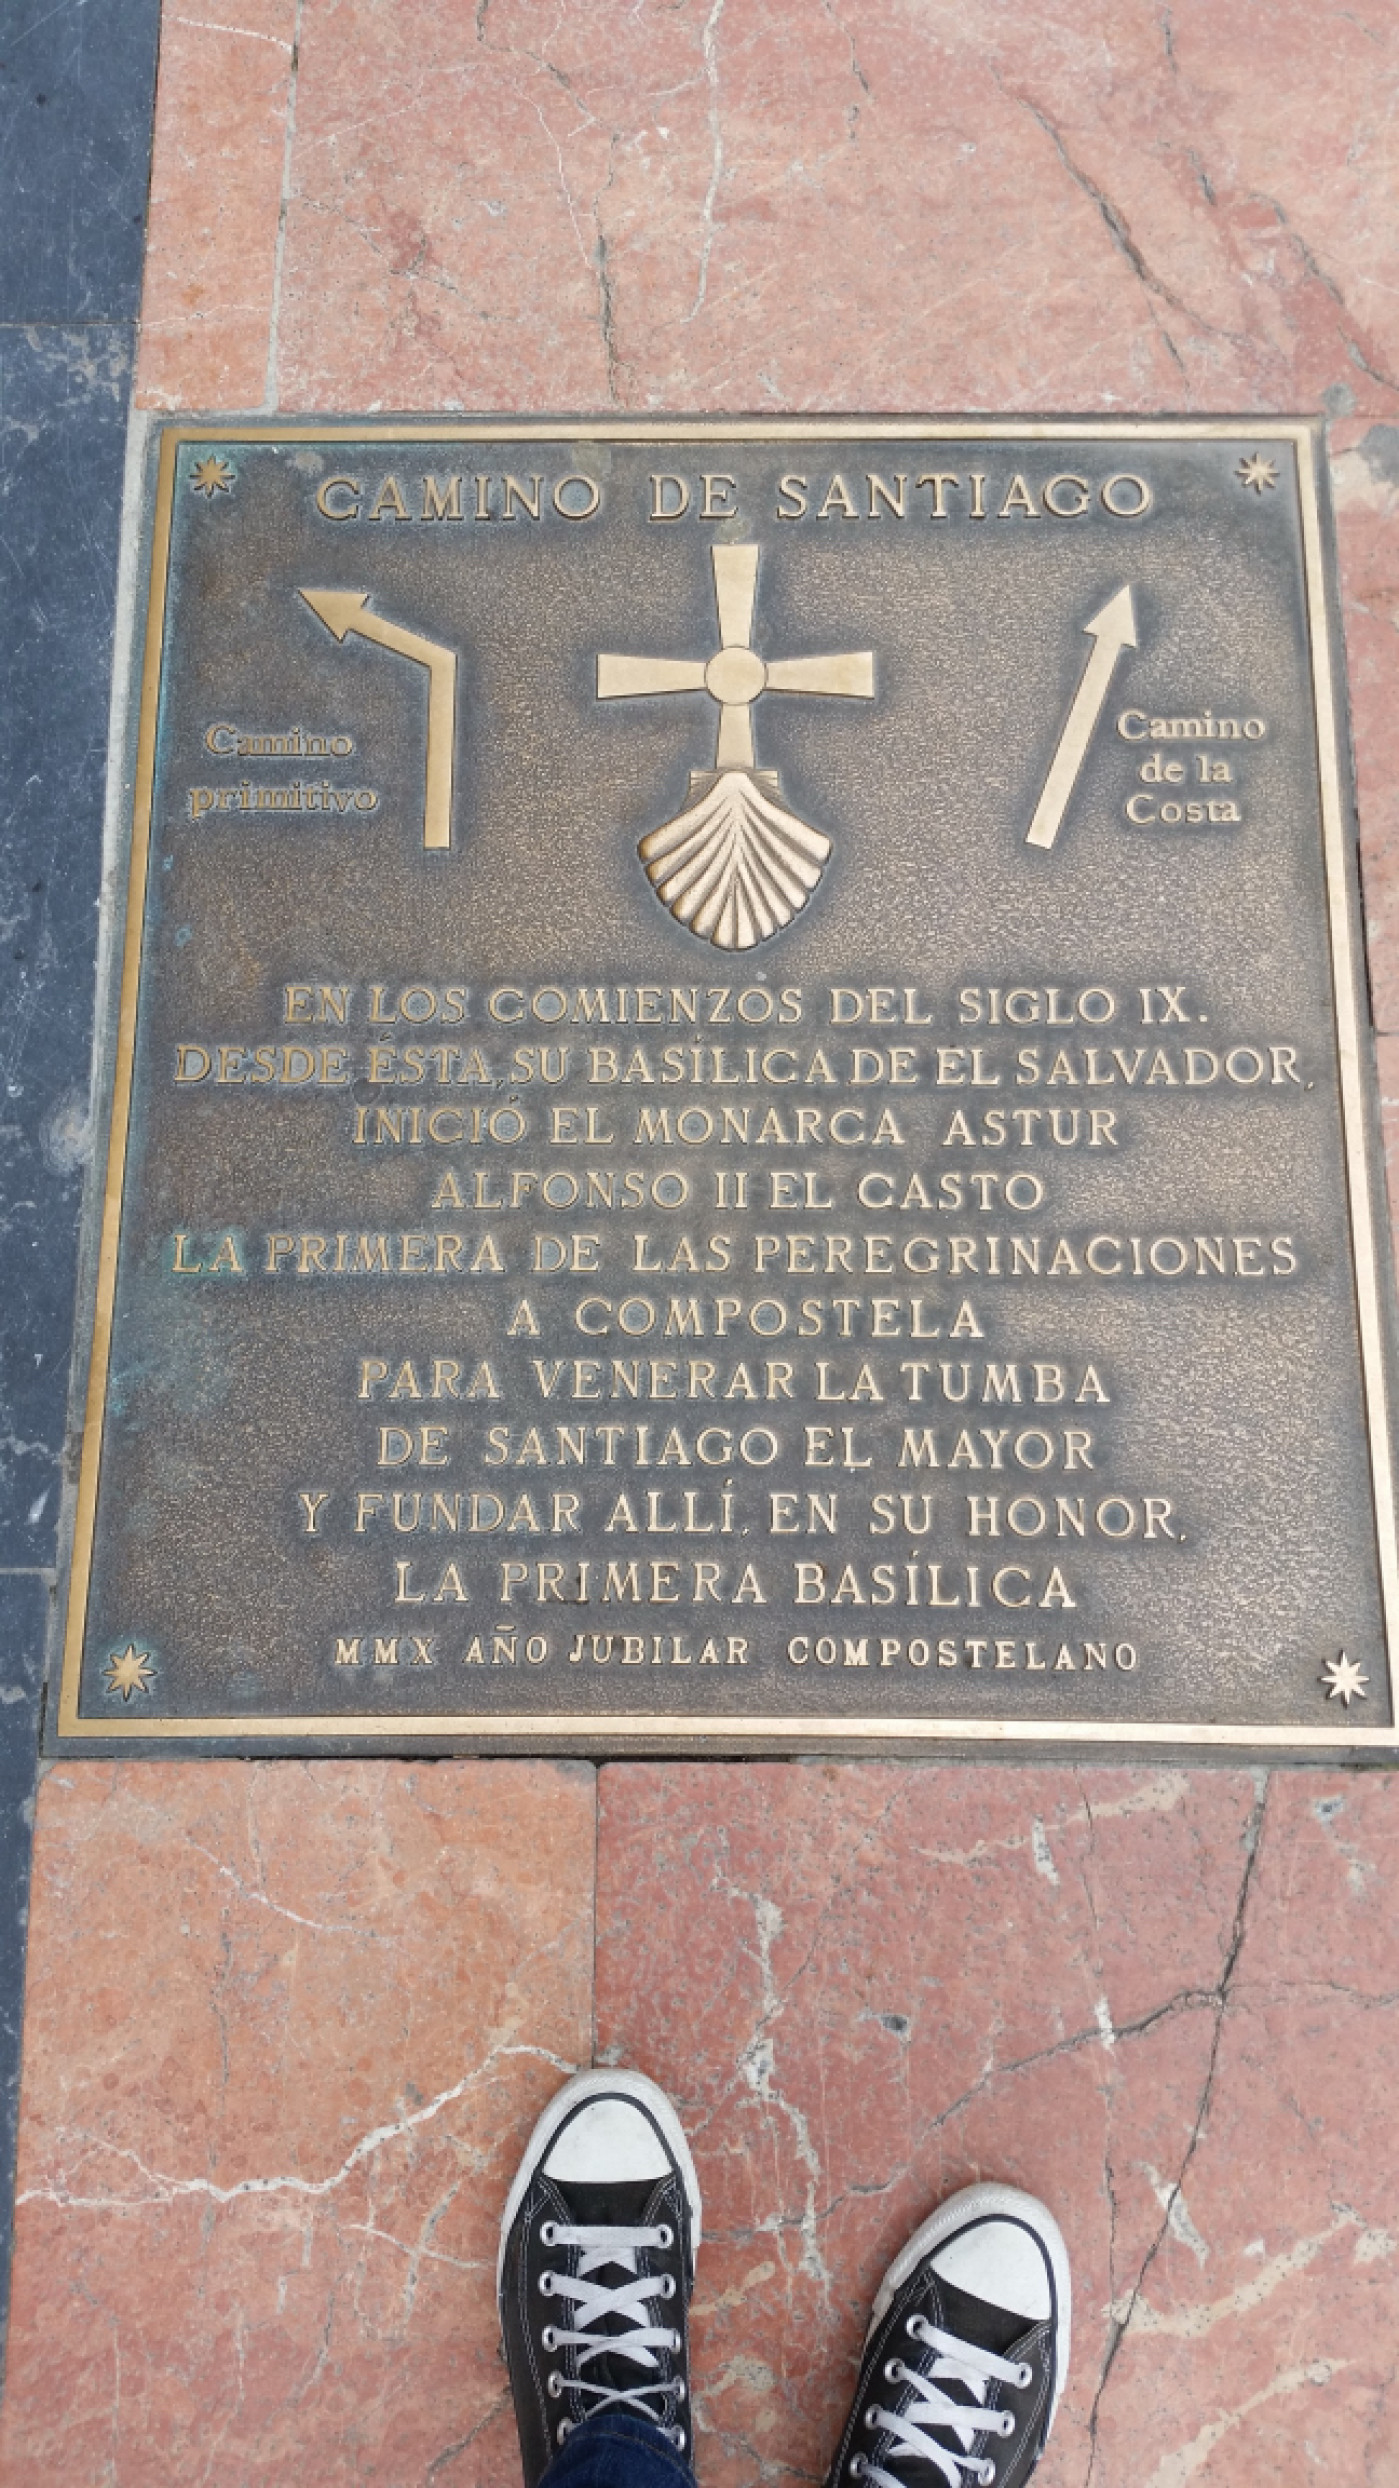 CAMINO DE SANTIAGO
Camino
primitivo
Camino
de la
Costa
EN LOS COMIENZOS DEL SIGLO IX.
DESDE ÉSTA, SU BASÍLICA DE EL SALVADOR,
INICIÓ EL MONARCA ASTUR
ALFONSO II EL CASTO
LA PRIMERA DE LAS PEREGRINACIONES
A COMPOSTELA
PARA VENERAR LA TUMBA
DE SANTIAGO EL MAYOR
Y FUNDAR ALLÍ, EN SU HONOR,
LA PRIMERA BASÍLICA
MMX AÑO JUBILAR COMPOSTELANO